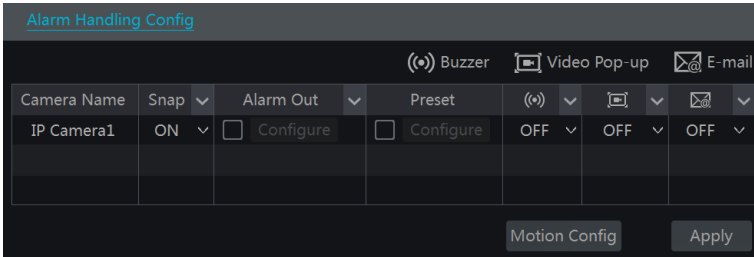 Alarm Handling Config
Buzzer Video Pop-up E-mail
Camera Name Snap Alarm Out Preset
IP Camera1 ON Configure Configure OFF OFF OFF
Motion Config Apply